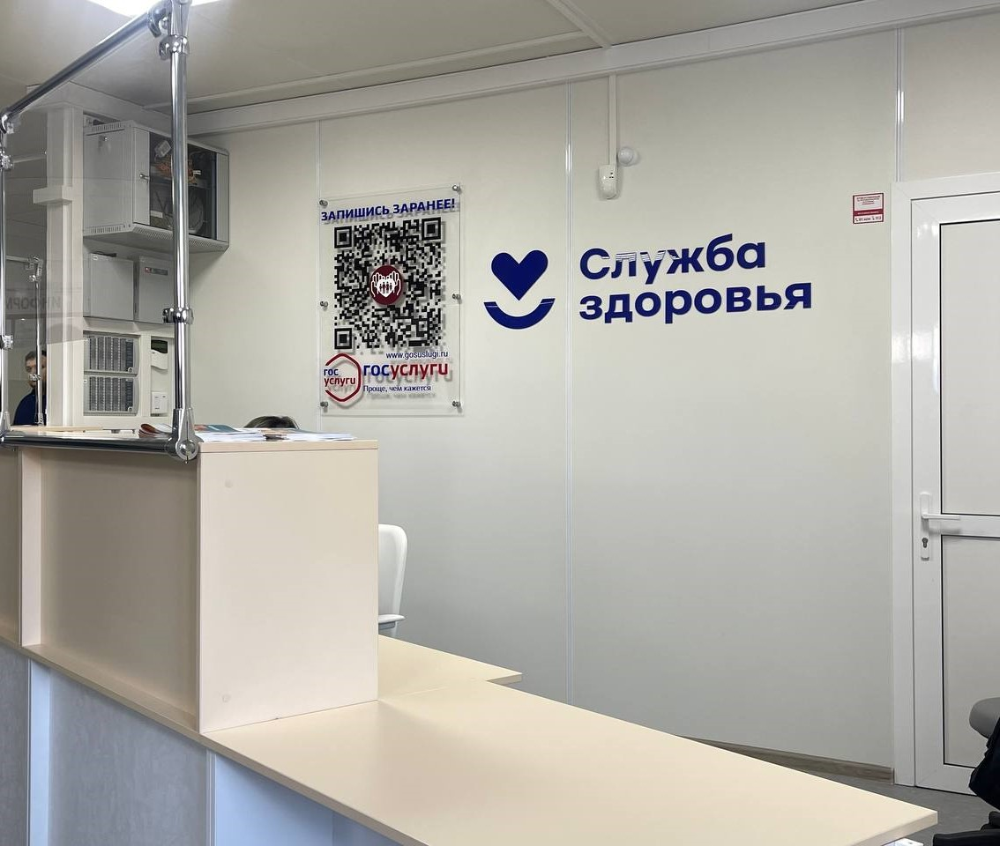 ЗАПИШИСЬ ЗАРАНЕЕ!
www.gosuslugi.ru
гос
услуги
госуслуги
Проще, чем кажется
Служба
здоровья